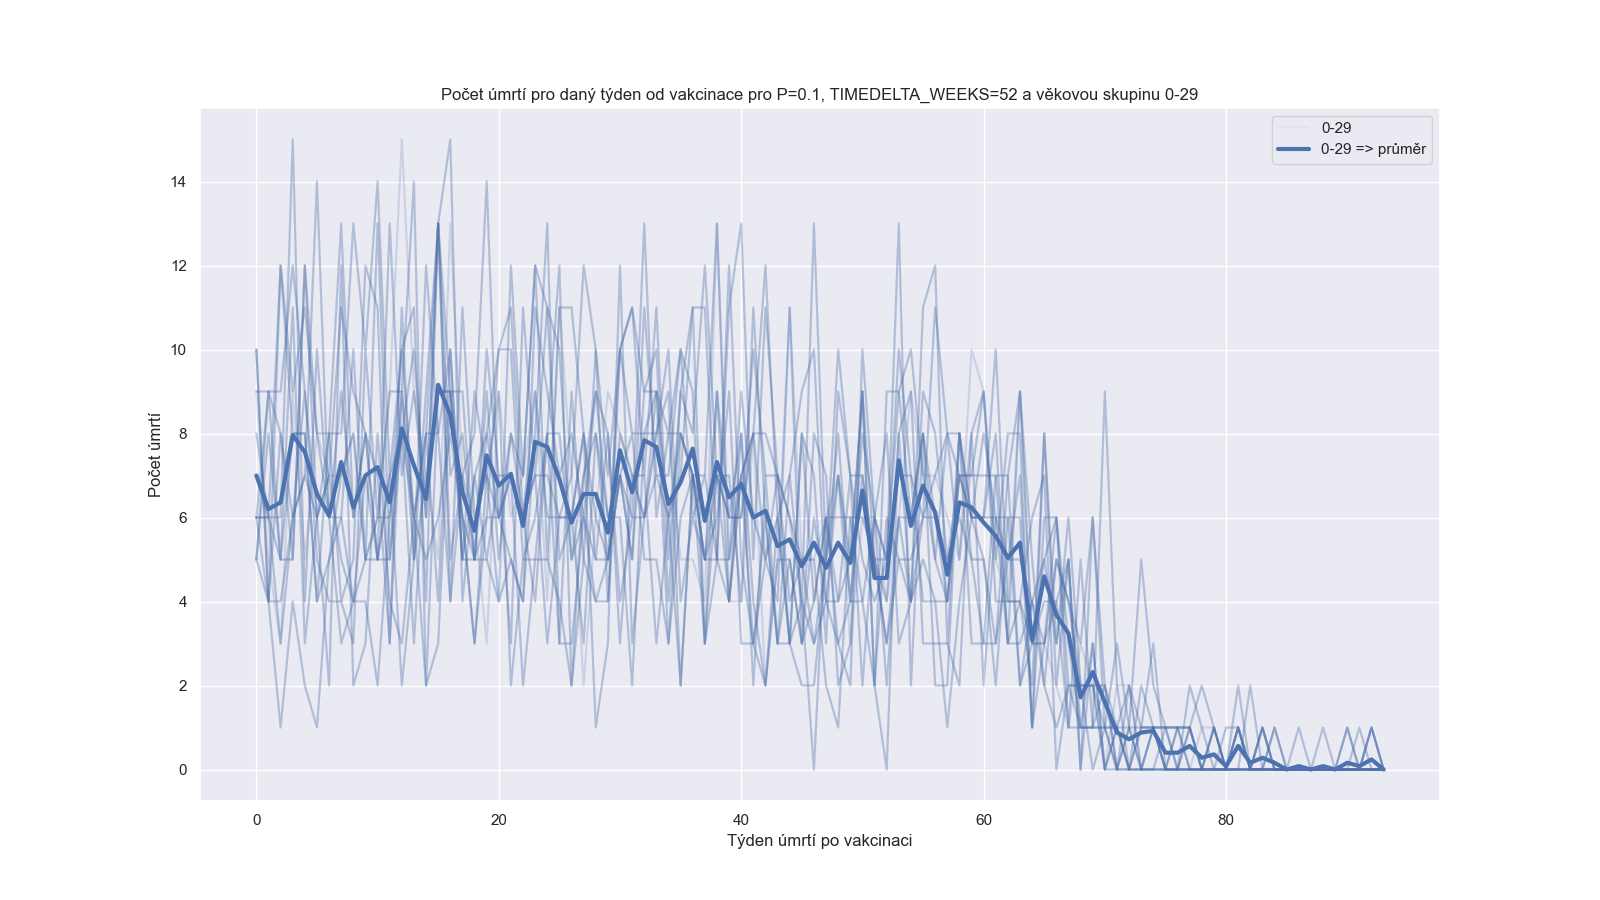 Počet úmrtí pro daný týden od vakcinace pro P=0.1, TIMEDELTA_WEEKS=52 a věkovou skupinu 0-29
0-29
0-29 => průměr
14
12
10
8
6
4
2
0
Počet úmrtí
0 20 40 60 80
Týden úmrtí po vakcinaci